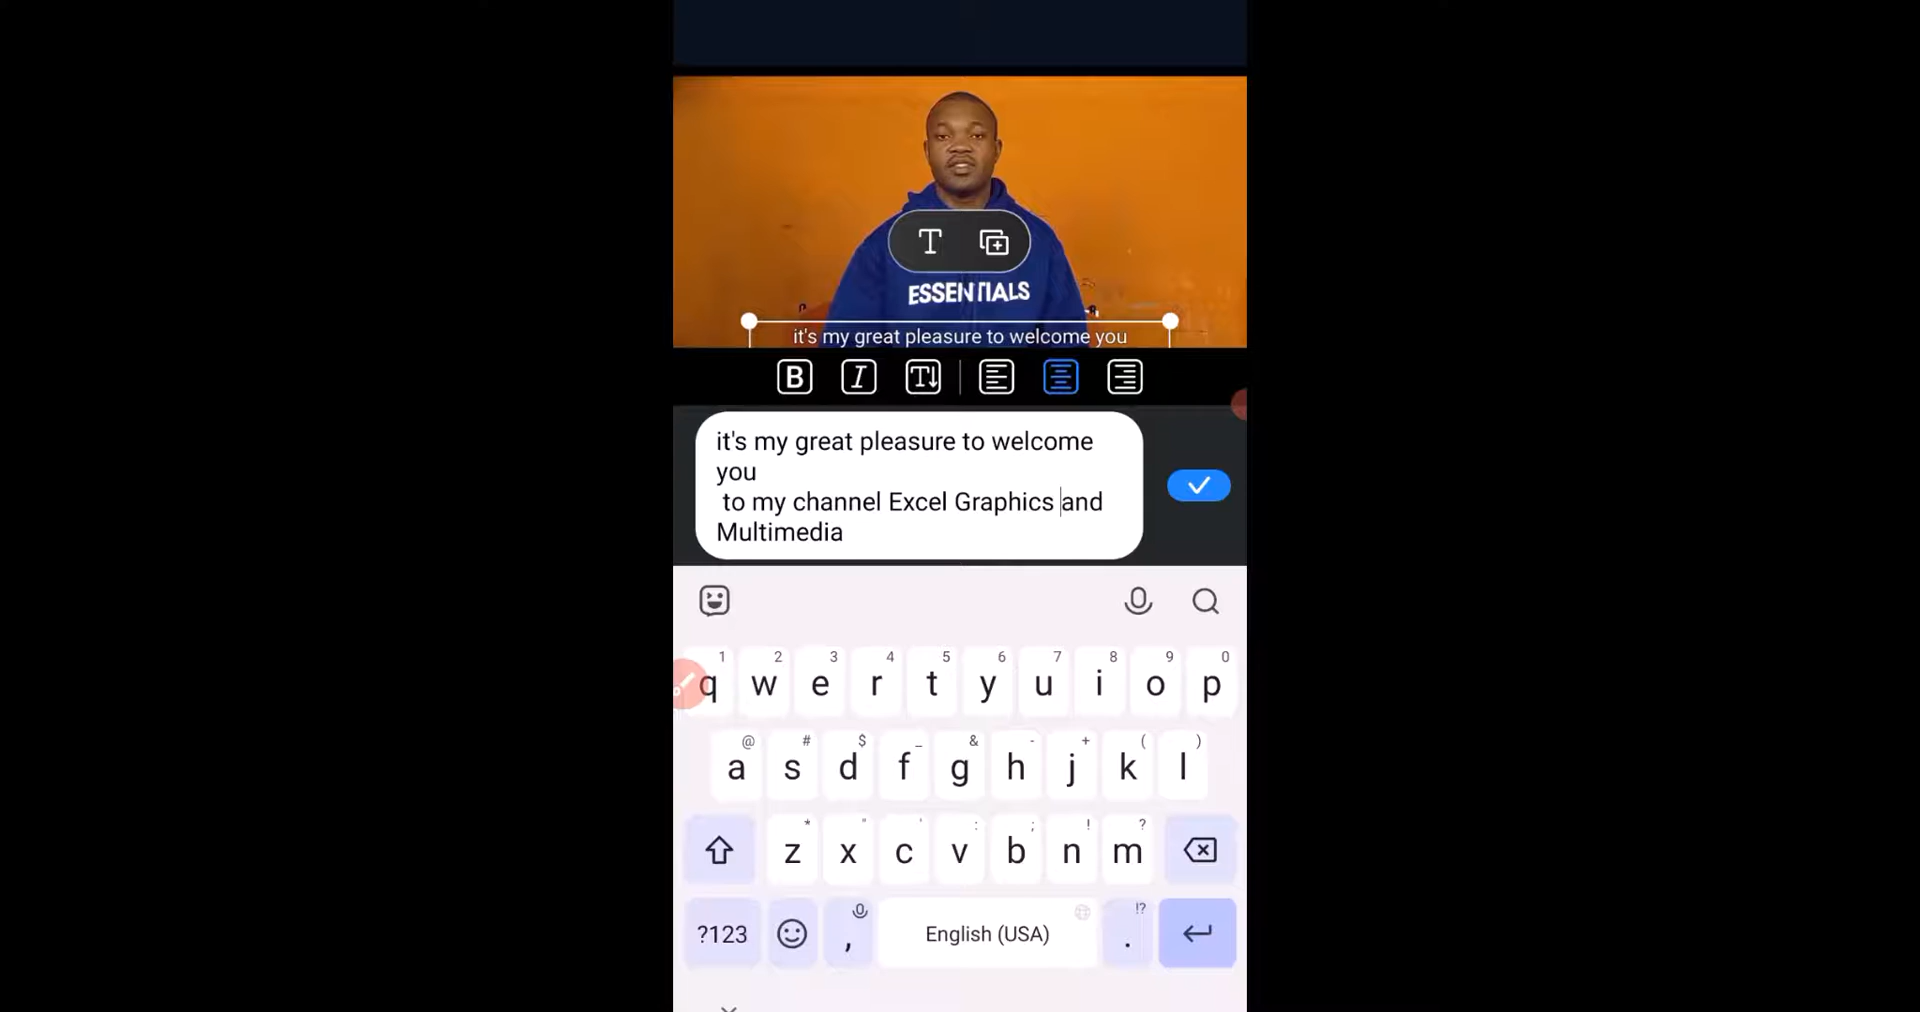 ESSENTIALS
it's my great pleasure to welcome you
B I T
it's my great pleasure to welcome
you
to my channel Excel Graphics and
Multimedia
1 2 3 4 5 6 7 8 9 0
q w e r t y u i o p
@ # $ _ & - + ( )
a s d f g h j k l
* " ' : ; ! ?
z x c v b n m
!?
?123 , English (USA) .